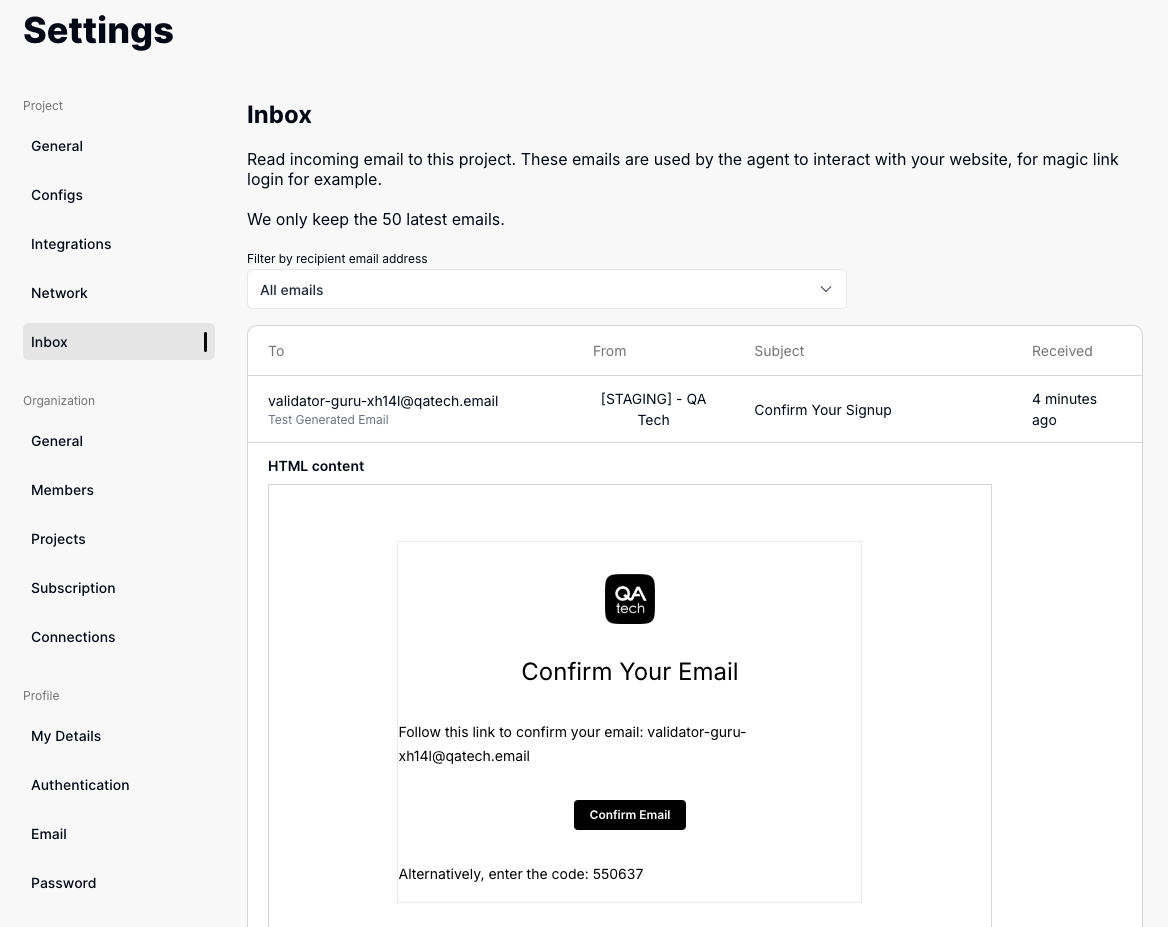 Settings
Project
General
Configs
Integrations
Network
Inbox
Organization
General
Members
Projects
Subscription
Connections
Profile
My Details
Authentication
Email
Password
Inbox
Read incoming email to this project. These emails are used by the agent to interact with your website, for magic link
login for example.
We only keep the 50 latest emails.
Filter by recipient email address
All emails
To From Subject Received
validator-guru-xh14l@qatech.email
Test Generated Email
[STAGING] - QA
Tech
Confirm Your Signup
4 minutes
ago
HTML content
QA
tech
Confirm Your Email
Follow this link to confirm your email: validator-guru-
xh14l@qatech.email
Confirm Email
Alternatively, enter the code: 550637